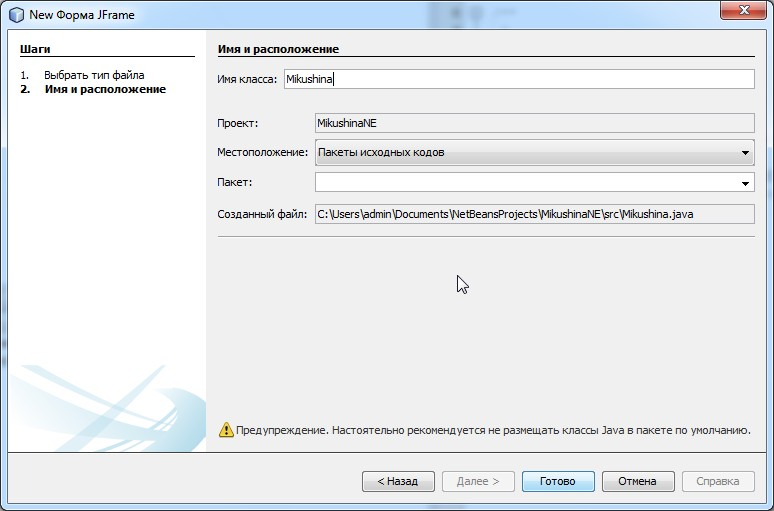 New Форма JFrame
Шаги
1. Выбрать тип файла
2. Имя и расположение
Имя и расположение
Имя класса: Mikushina
Проект: MikushinaNE
Местоположение: Пакеты исходных кодов
Пакет:
Созданный файл: C:\Users\admin\Documents\NetBeansProjects\MikushinaNE\src\Mikushina.java
Предупреждение. Настоятельно рекомендуется не размещать классы Java в пакете по умолчанию.
< Назад Далее > Готово Отмена Справка